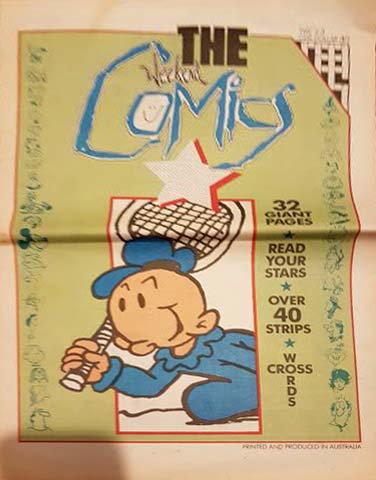 THE
Weekend
Comics
32
GIANT
PAGES
READ
YOUR
STARS
OVER
40
STRIPS
W
CROSS
R
D
S
PRINTED AND PRODUCED IN AUSTRALIA